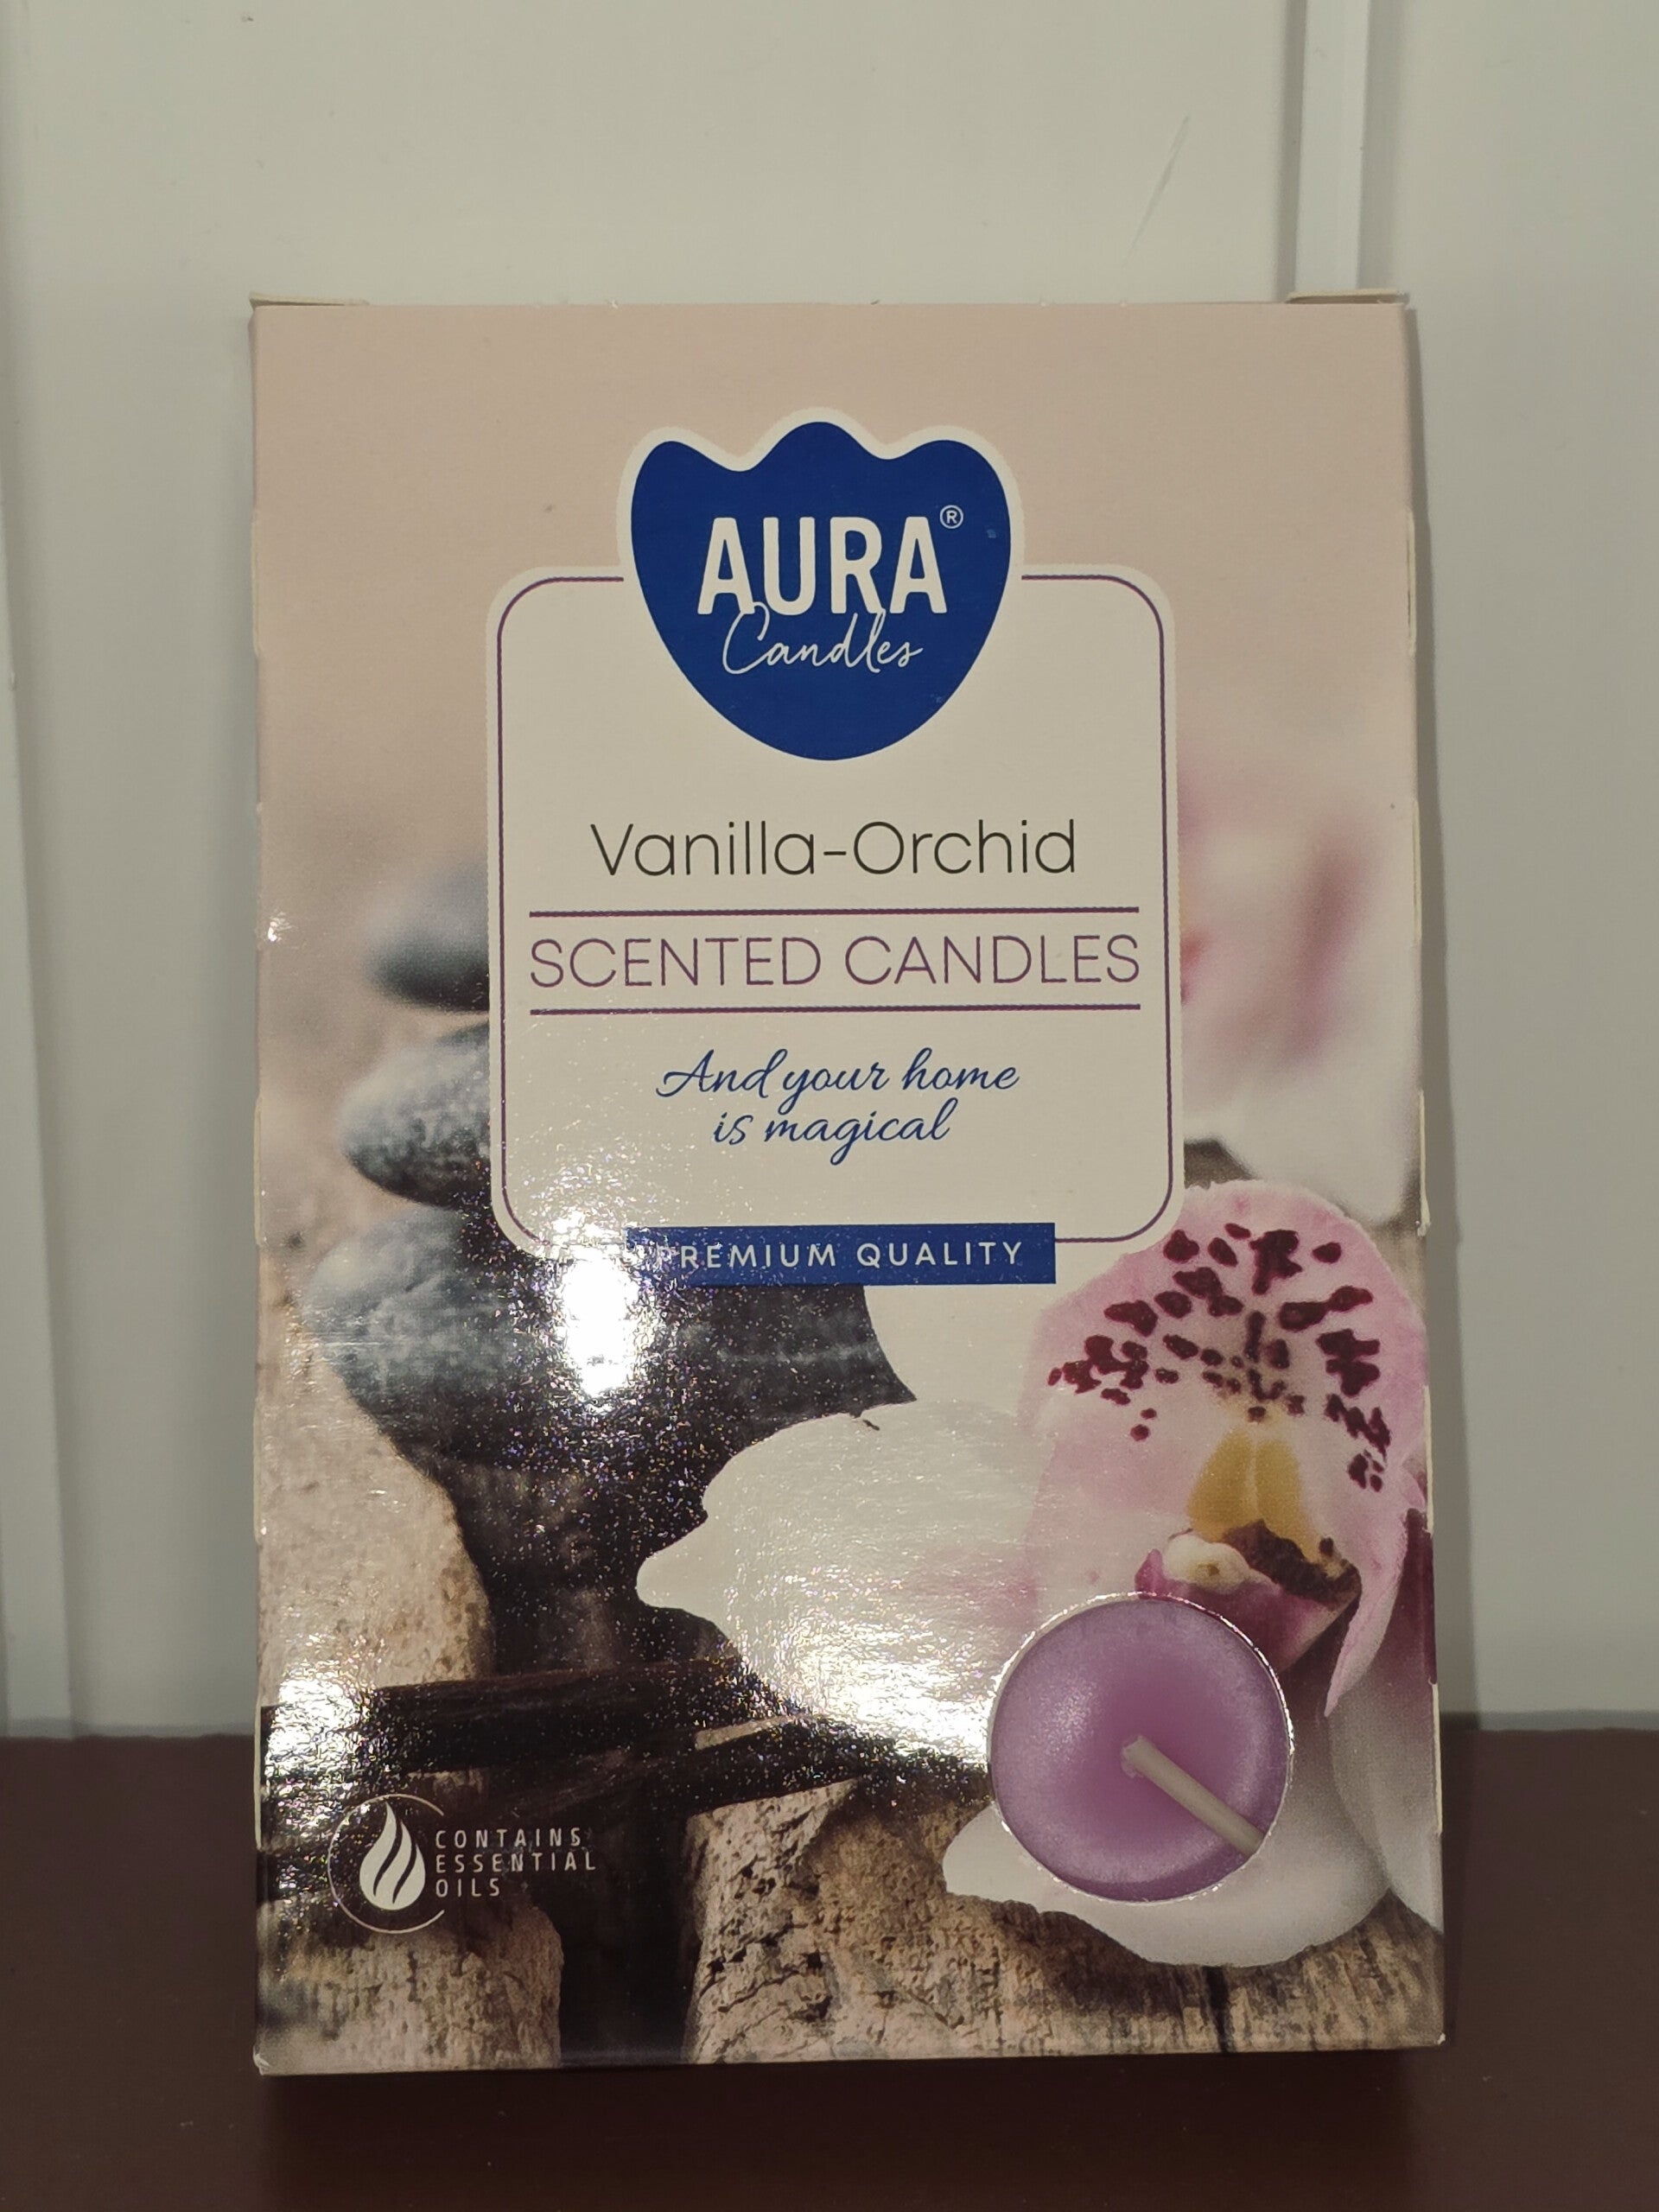 AURA®
Candles
Vanilla-Orchid
SCENTED CANDLES
And your home
is magical
PREMIUM QUALITY
CONTAINS
ESSENTIAL
OILS